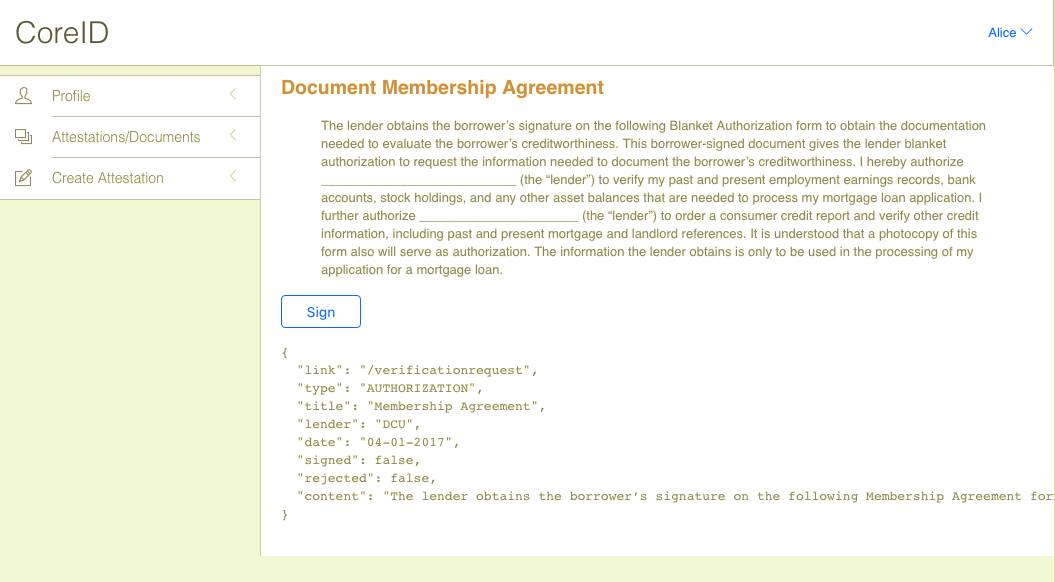 CoreID
Alice
Profile
Attestations/Documents
Create Attestation
Document Membership Agreement
The lender obtains the borrower’s signature on the following Blanket Authorization form to obtain the documentation
needed to evaluate the borrower’s creditworthiness. This borrower-signed document gives the lender blanket
authorization to request the information needed to document the borrower’s creditworthiness. I hereby authorize
___________________________ (the “lender”) to verify my past and present employment earnings records, bank
accounts, stock holdings, and any other asset balances that are needed to process my mortgage loan application. I
further authorize ______________________ (the “lender”) to order a consumer credit report and verify other credit
information, including past and present mortgage and landlord references. It is understood that a photocopy of this
form also will serve as authorization. The information the lender obtains is only to be used in the processing of my
application for a mortgage loan.
Sign
{
"link": "/verificationrequest",
"type": "AUTHORIZATION",
"title": "Membership Agreement",
"lender": "DCU",
"date": "04-01-2017",
"signed": false,
"rejected": false,
"content": "The lender obtains the borrower’s signature on the following Membership Agreement for
}